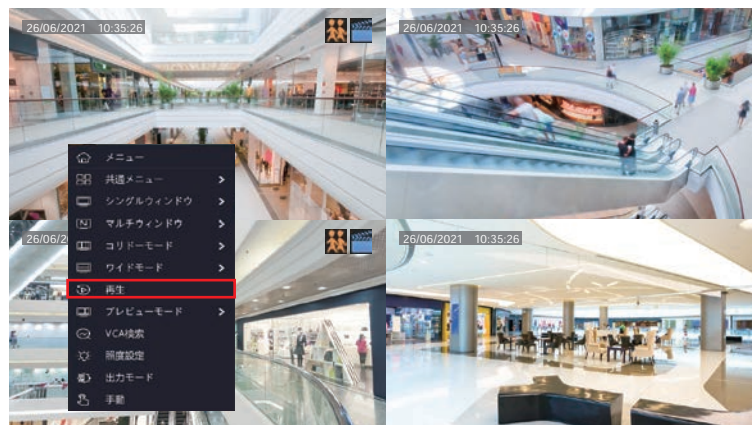 26/06/2021 10:35:26
26/06/2021 10:35:26
メニュー
共通メニュー
シングルウィンドウ
マルチウィンドウ
コリドーモード
ワイドモード
再生
プレビューモード
VCA検索
照度設定
出力モード
手動
26/06/2
26/06/2021 10:35:26